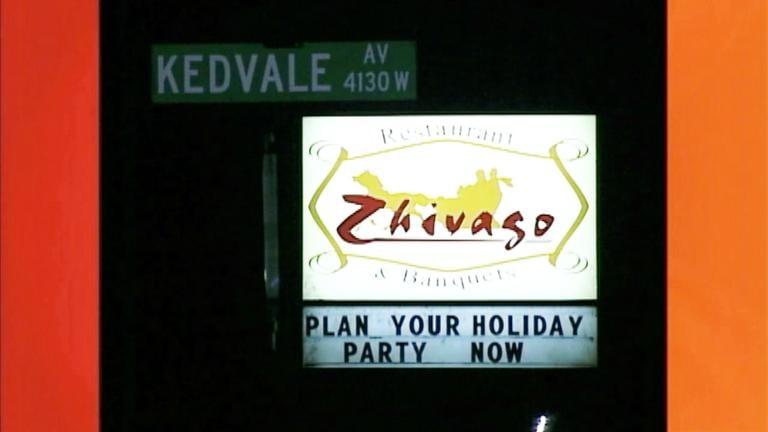 KEDVALE AV
4130 W
Restaurant
Zhivago
& Banquets
PLAN YOUR HOLIDAY
PARTY NOW